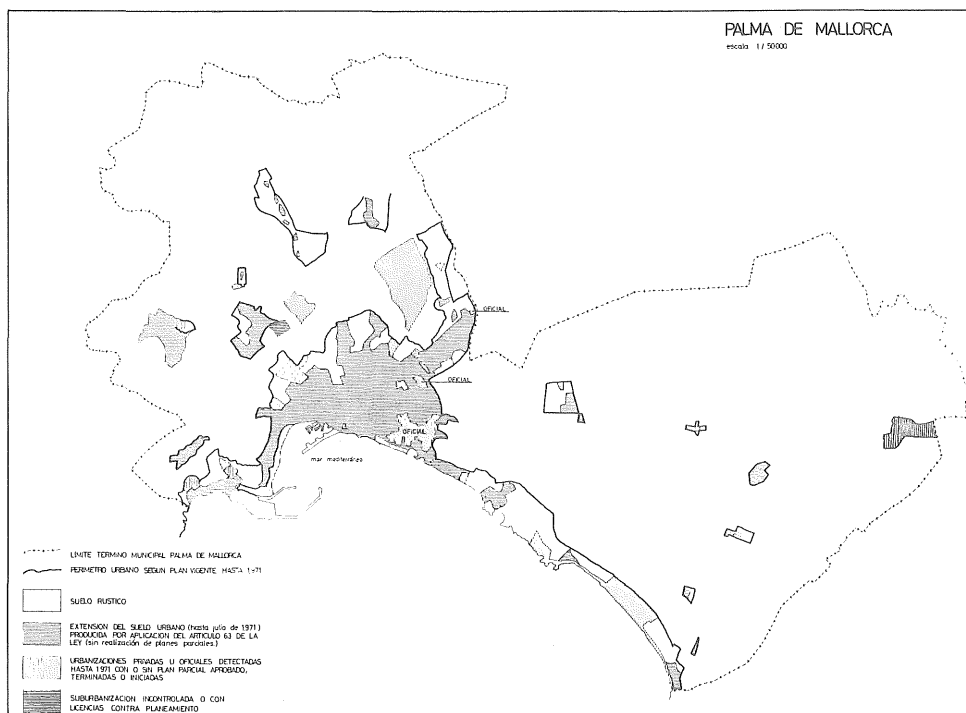 PALMA DE MALLORCA
escala 1 / 50000
OFICIAL
OFICIAL
OFICIAL
mar mediterráneo
LIMITE TERMINO MUNICIPAL PALMA DE MALLORCA
PERIMETRO URBANO SEGUN PLAN VIGENTE HASTA 1971
SUELO RUSTICO
EXTENSION DEL SUELO URBANO (hasta julio de 1971)
PRODUCIDA POR APLICACION DEL ARTICULO 63 DE LA
LEY (sin realización de planes parciales.)
URBANIZACIONES PRIVADAS U OFICIALES DETECTADAS
HASTA 1971 CON O SIN PLAN PARCIAL APROBADO,
TERMINADAS O INICIADAS
SUBURBANIZACION INCONTROLADA O CON
LICENCIAS CONTRA PLANEAMIENTO